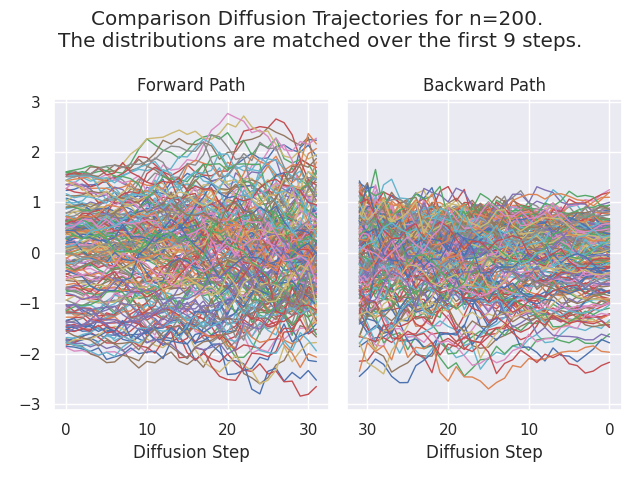 Comparison Diffusion Trajectories for n=200.
The distributions are matched over the first 9 steps.
Forward Path
Backward Path
3
2
1
0
−1
−2
−3
0 10 20 30
30 20 10 0
Diffusion Step
Diffusion Step